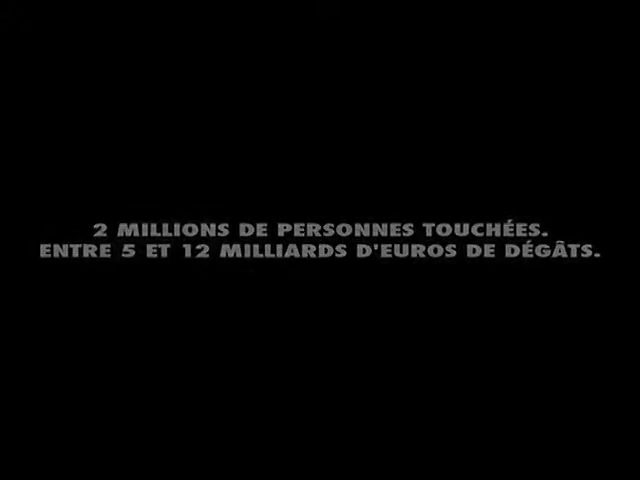 2 MILLIONS DE PERSONNES TOUCHÉES.
ENTRE 5 ET 12 MILLIARDS D'EUROS DE DÉGÂTS.